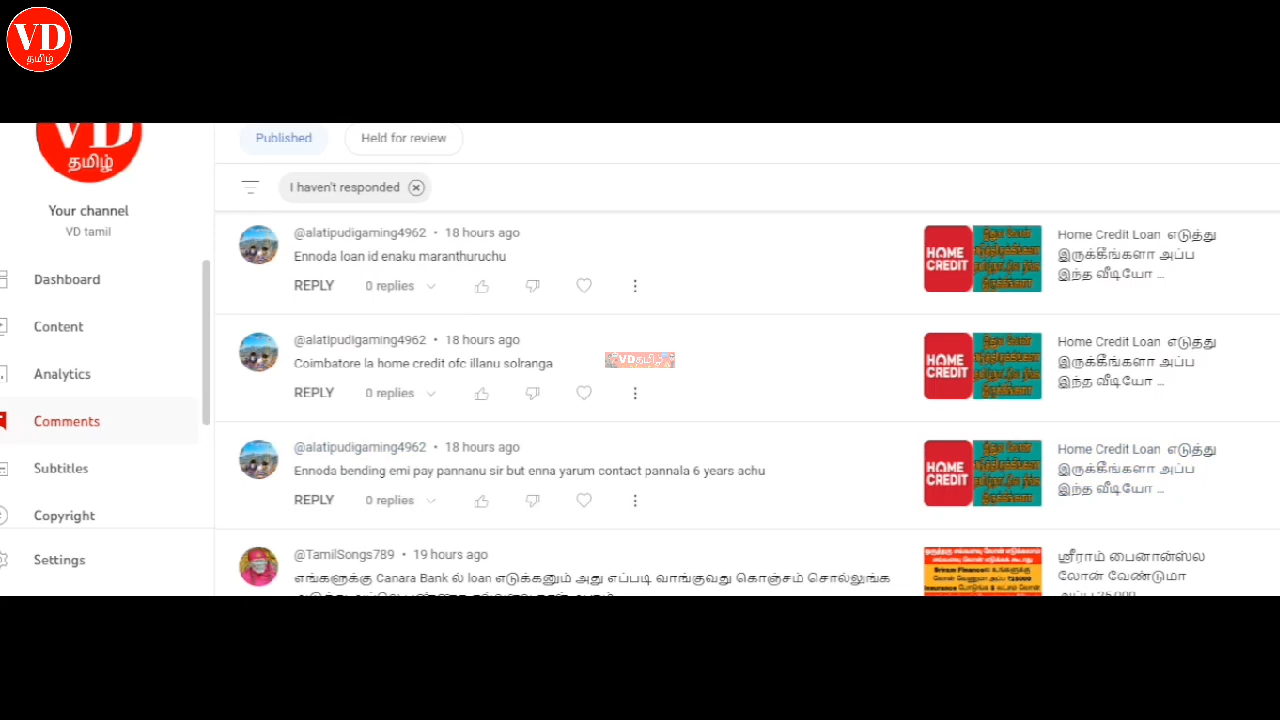 VD
தமிழ்
VD
தமிழ்
Your channel
VD tamil
Dashboard
Content
Analytics
Comments
Subtitles
Copyright
Settings
Published
Held for review
I haven't responded
@alatipudigaming4962 • 18 hours ago
Ennoda loan id enaku maranthuruchu
REPLY 0 replies
HOME CREDIT
Home Credit Loan எடுத்து
இருக்கீங்களா அப்ப
இந்த வீடியோ ...
@alatipudigaming4962 • 18 hours ago
Coimbatore la home credit ofc illanu solranga
VDதமிழ்
REPLY 0 replies
HOME CREDIT
Home Credit Loan எடுத்து
இருக்கீங்களா அப்ப
இந்த வீடியோ ...
@alatipudigaming4962 • 18 hours ago
Ennoda bending emi pay pannanu sir but enna yarum contact pannala 6 years achu
REPLY 0 replies
HOME CREDIT
Home Credit Loan எடுத்து
இருக்கீங்களா அப்ப
இந்த வீடியோ ...
@TamilSongs789 • 19 hours ago
எங்களுக்கு Canara Bank ல் loan எடுக்கனும் அது எப்படி வாங்குவது கொஞ்சம் சொல்லுங்க
ஸ்ரீராம் பைனான்ஸ்ல
லோன் வேண்டுமா